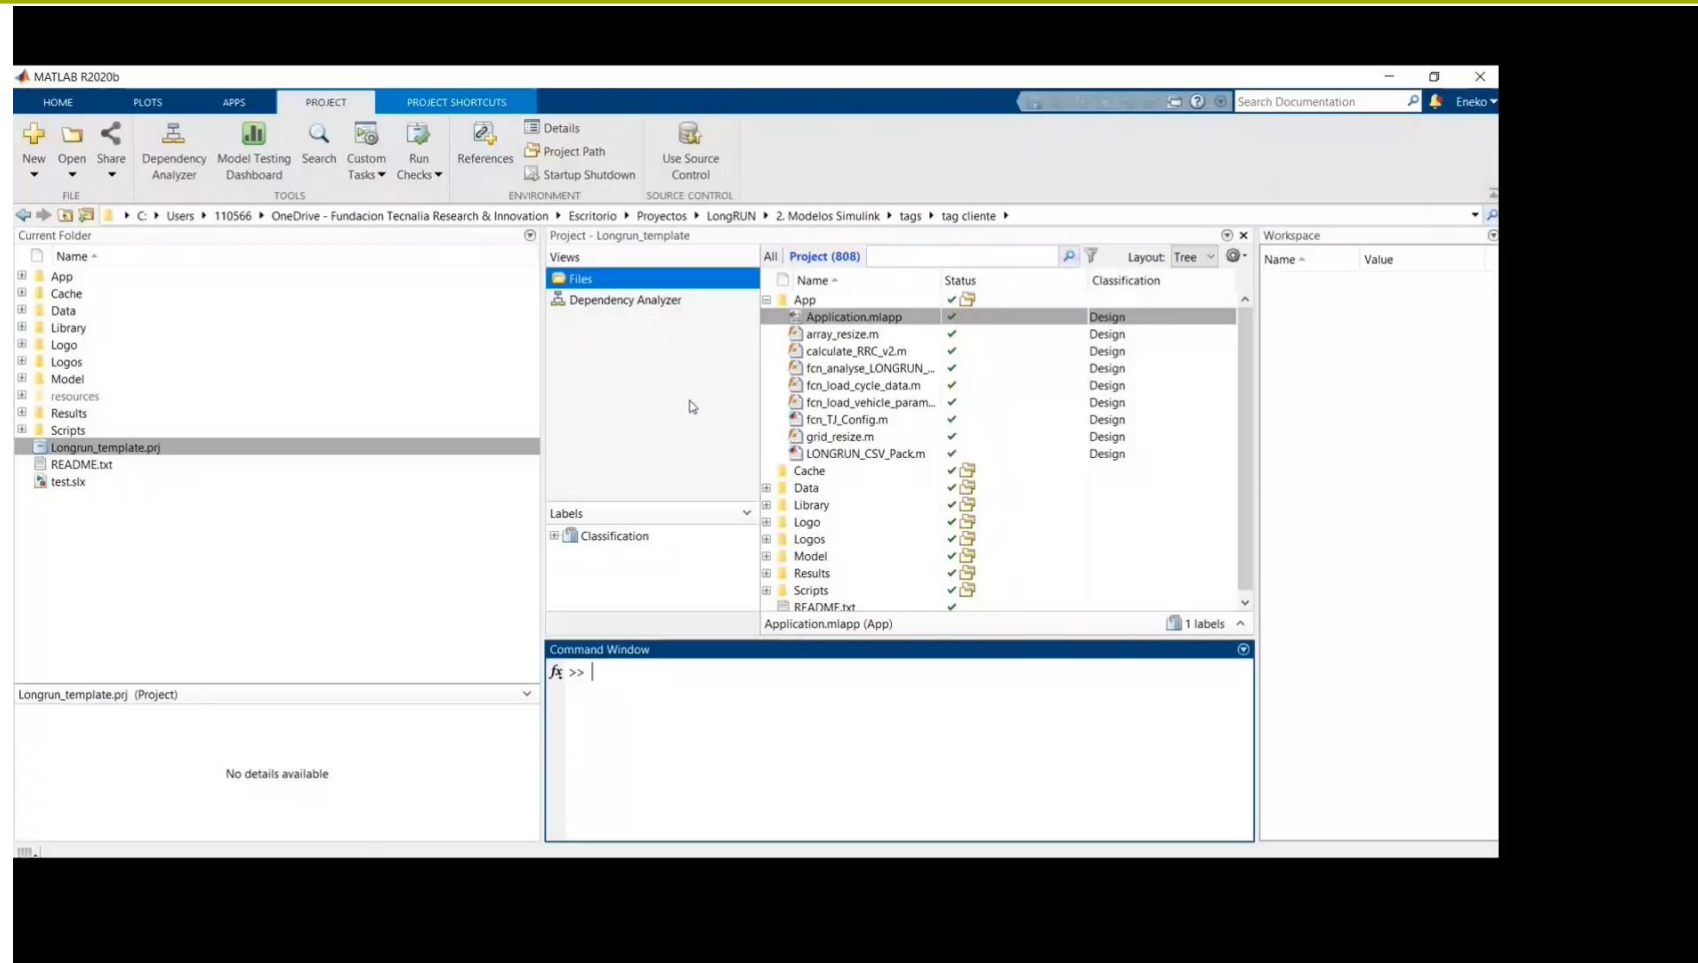 MATLAB R2020b
HOME PLOTS APPS PROJECT PROJECT SHORTCUTS Search Documentation Eneko
New Open Share Dependency Analyzer Model Testing Dashboard Search Custom Tasks Run Checks References Details Project Path Startup Shutdown Use Source Control
FILE TOOLS ENVIRONMENT SOURCE CONTROL
C: Users 110566 OneDrive - Fundacion Tecnalia Research & Innovation Escritorio Proyectos LongRUN 2. Modelos Simulink tags tag cliente
Current Folder
Name
App
Cache
Data
Library
Logo
Logos
Model
resources
Results
Scripts
Longrun_template.prj
README.txt
test.slx
Longrun_template.prj (Project)
No details available
Project - Longrun_template
Views
Files
Dependency Analyzer
Labels
Classification
All Project (808) Layout: Tree
Name Status Classification
App
Application.mlapp Design
array_resize.m Design
calculate_RRC_v2.m Design
fcn_analyse_LONGRUN_... Design
fcn_load_cycle_data.m Design
fcn_load_vehicle_param... Design
fcn_TJ_Config.m Design
grid_resize.m Design
LONGRUN_CSV_Pack.m Design
Cache
Data
Library
Logo
Logos
Model
Results
Scripts
README.txt
Application.mlapp (App) 1 labels
Command Window
fx >>
Workspace
Name Value